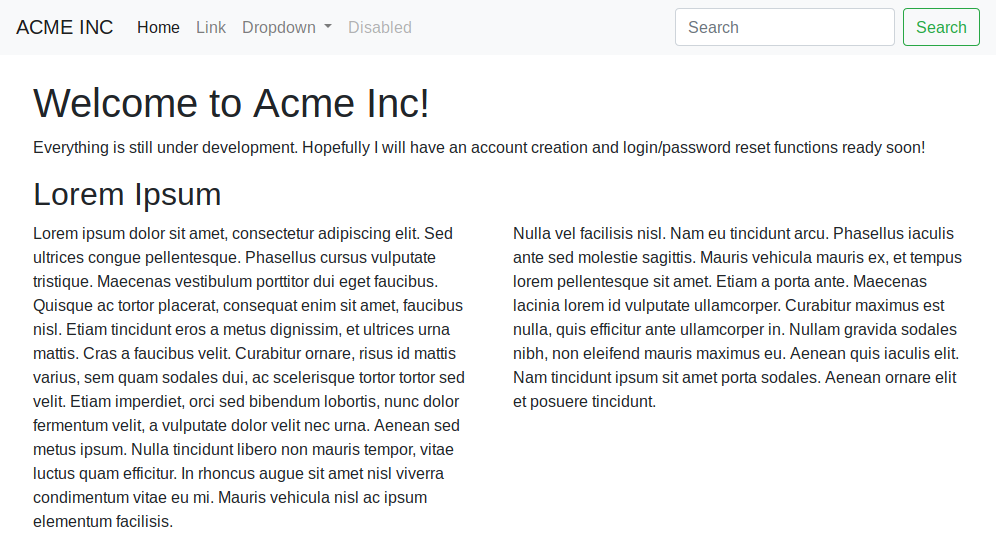 ACME INC Home Link Dropdown Disabled Search Search
Welcome to Acme Inc!
Everything is still under development. Hopefully I will have an account creation and login/password reset functions ready soon!
Lorem Ipsum
Lorem ipsum dolor sit amet, consectetur adipiscing elit. Sed
ultrices congue pellentesque. Phasellus cursus vulputate
tristique. Maecenas vestibulum porttitor dui eget faucibus.
Quisque ac tortor placerat, consequat enim sit amet, faucibus
nisl. Etiam tincidunt eros a metus dignissim, et ultrices urna
mattis. Cras a faucibus velit. Curabitur ornare, risus id mattis
varius, sem quam sodales dui, ac scelerisque tortor tortor sed
velit. Etiam imperdiet, orci sed bibendum lobortis, nunc dolor
fermentum velit, a vulputate dolor velit nec urna. Aenean sed
metus ipsum. Nulla tincidunt libero non mauris tempor, vitae
luctus quam efficitur. In rhoncus augue sit amet nisl viverra
condimentum vitae eu mi. Mauris vehicula nisl ac ipsum
elementum facilisis.
Nulla vel facilisis nisl. Nam eu tincidunt arcu. Phasellus iaculis
ante sed molestie sagittis. Mauris vehicula mauris ex, et tempus
lorem pellentesque sit amet. Etiam a porta ante. Maecenas
lacinia lorem id vulputate ullamcorper. Curabitur maximus est
nulla, quis efficitur ante ullamcorper in. Nullam gravida sodales
nibh, non eleifend mauris maximus eu. Aenean quis iaculis elit.
Nam tincidunt ipsum sit amet porta sodales. Aenean ornare elit
et posuere tincidunt.